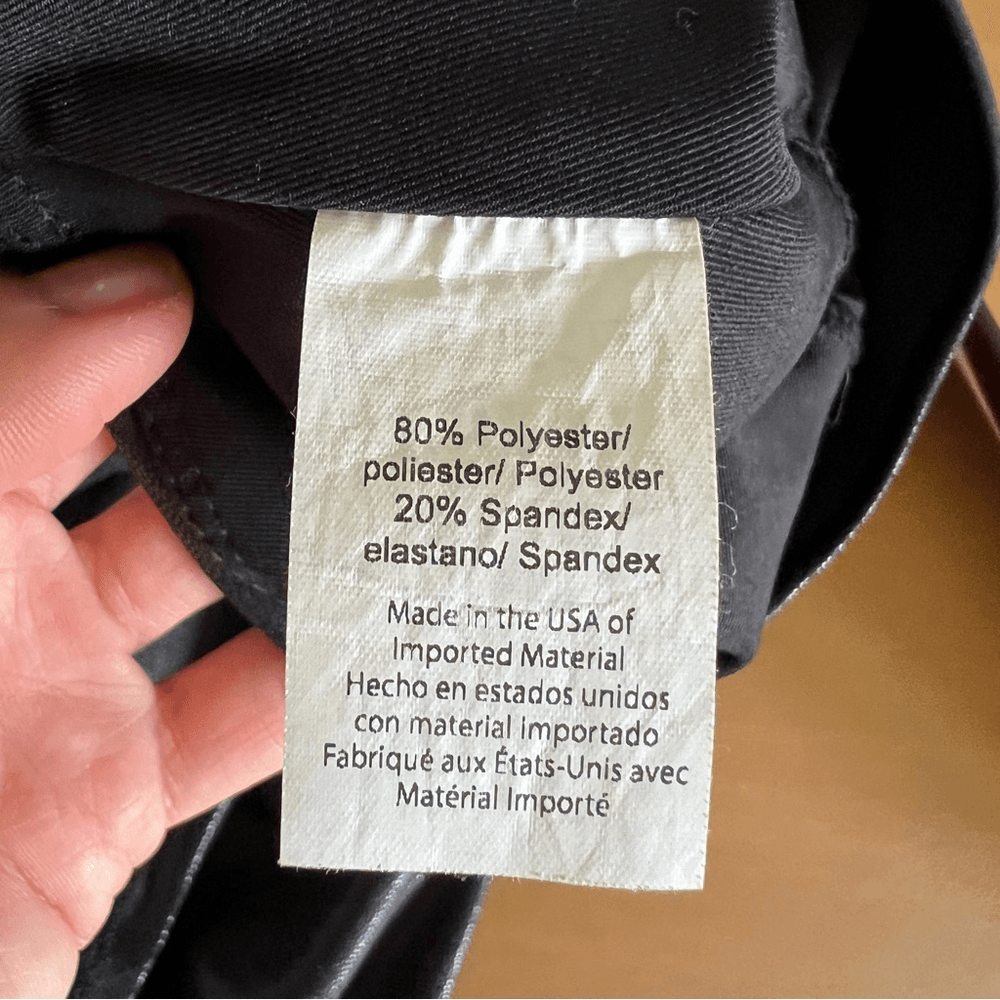 80% Polyester/
poliester/ Polyester
20% Spandex/
elastano/ Spandex
Made in the USA of
Imported Material
Hecho en estados unidos
con material importado
Fabriqué aux États-Unis avec
Matérial Importé